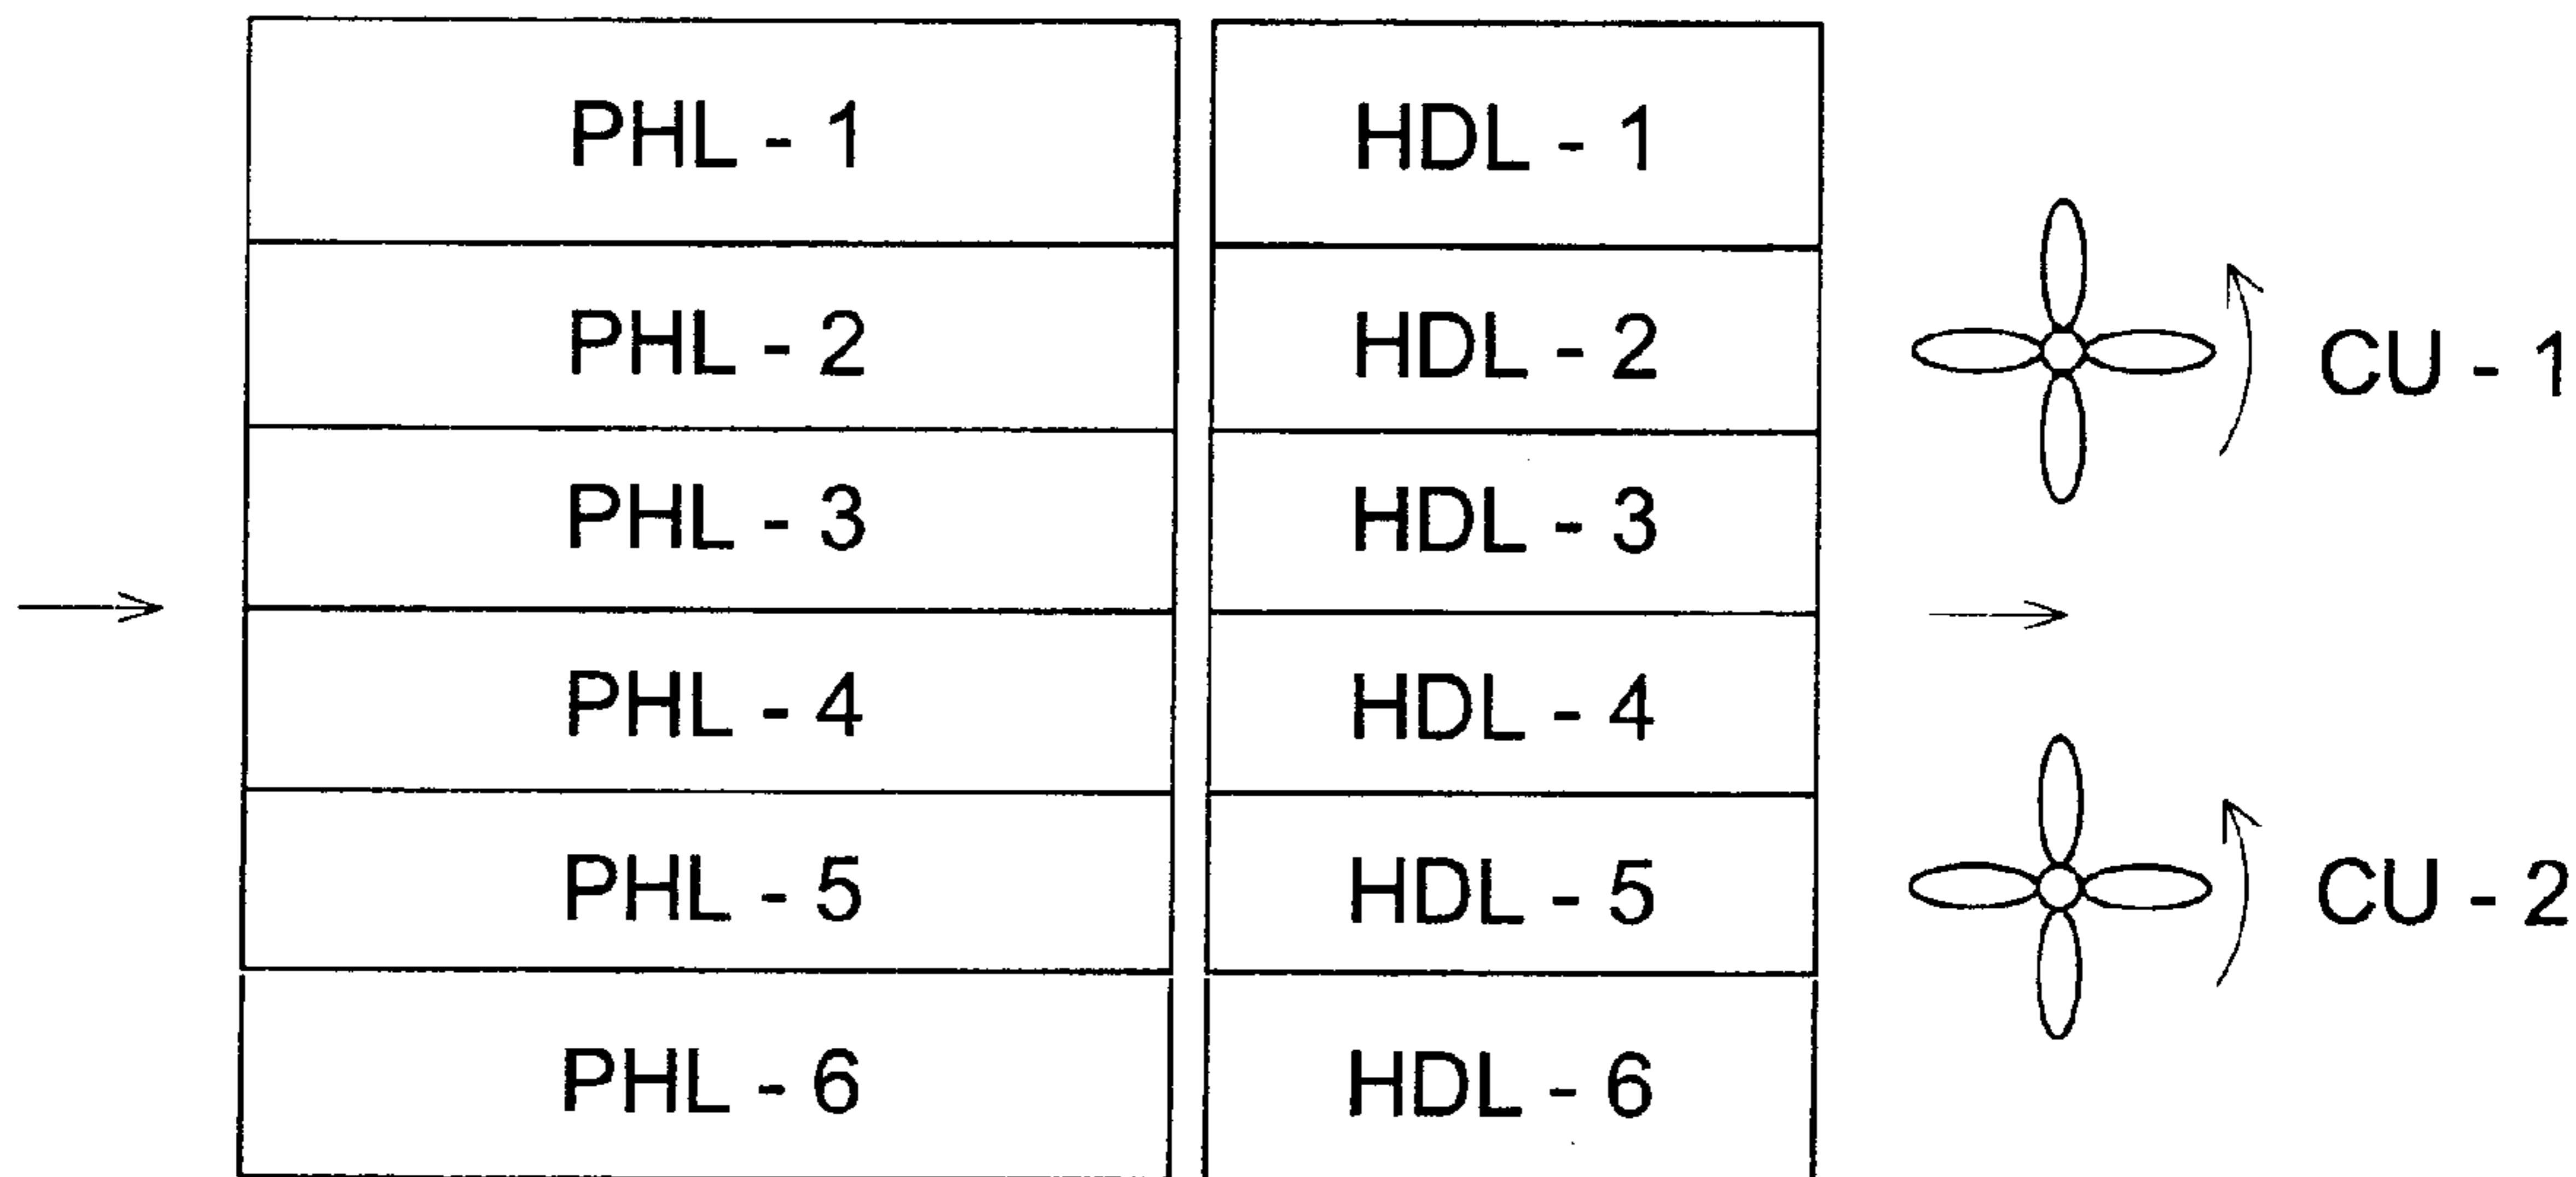 PHL - 1 HDL - 1
PHL - 2 HDL - 2 CU - 1
PHL - 3 HDL - 3
PHL - 4 HDL - 4
PHL - 5 HDL - 5 CU - 2
PHL - 6 HDL - 6